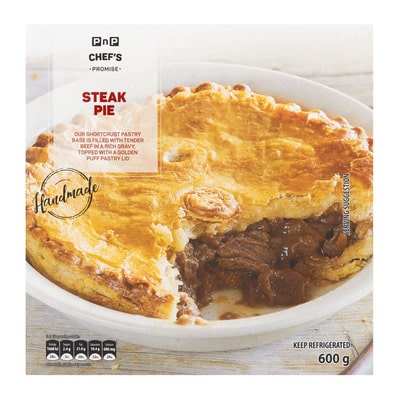 PnP
CHEF'S
• PROMISE •
STEAK
PIE
OUR SHORTCRUST PASTRY
BASE IS FILLED WITH TENDER
BEEF IN A RICH GRAVY,
TOPPED WITH A GOLDEN
PUFF PASTRY LID
Handmade
SERVING SUGGESTION
KEEP REFRIGERATED
600 g